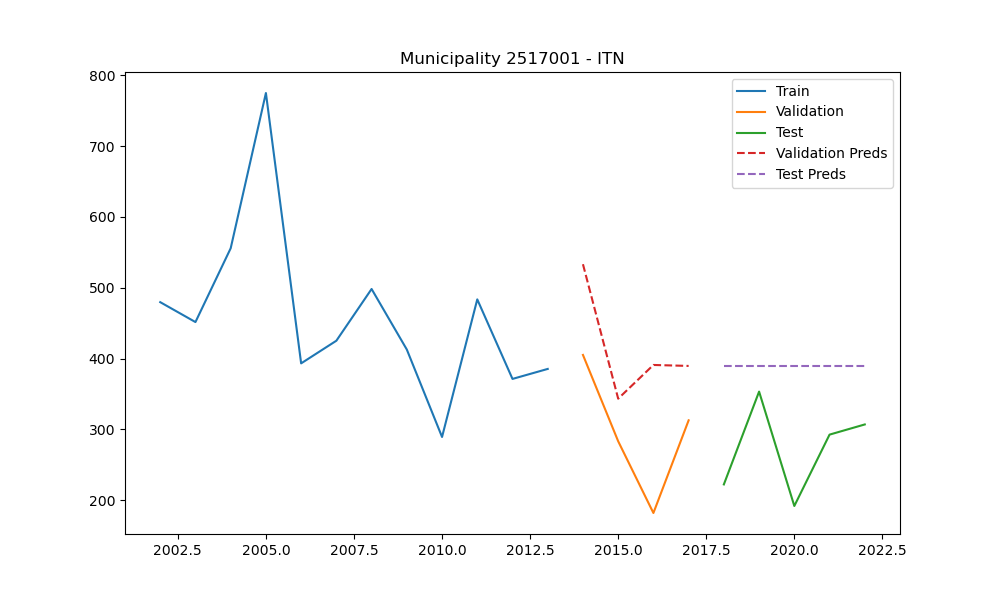 Municipality 2517001 - ITN
800
700
600
500
400
300
200
Train
Validation
Test
Validation Preds
Test Preds
2002.5 2005.0 2007.5 2010.0 2012.5 2015.0 2017.5 2020.0 2022.5